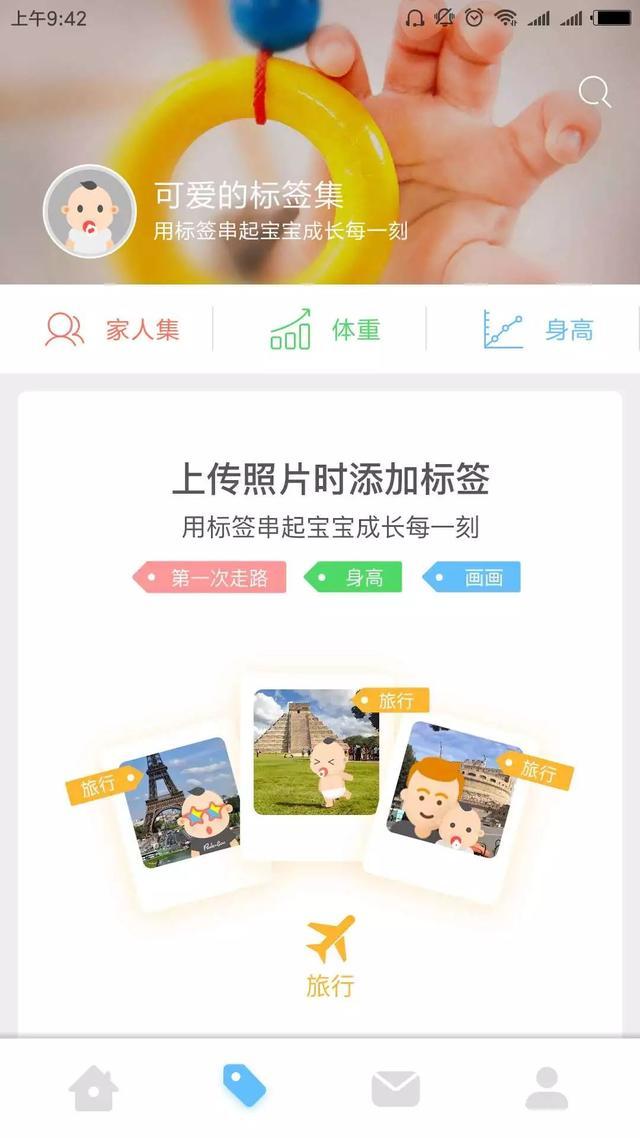 上午9:42
可爱的标签集
用标签串起宝宝成长每一刻
家人集
体重
身高
上传照片时添加标签
用标签串起宝宝成长每一刻
第一次走路
身高
画画
旅行
旅行
旅行
旅行